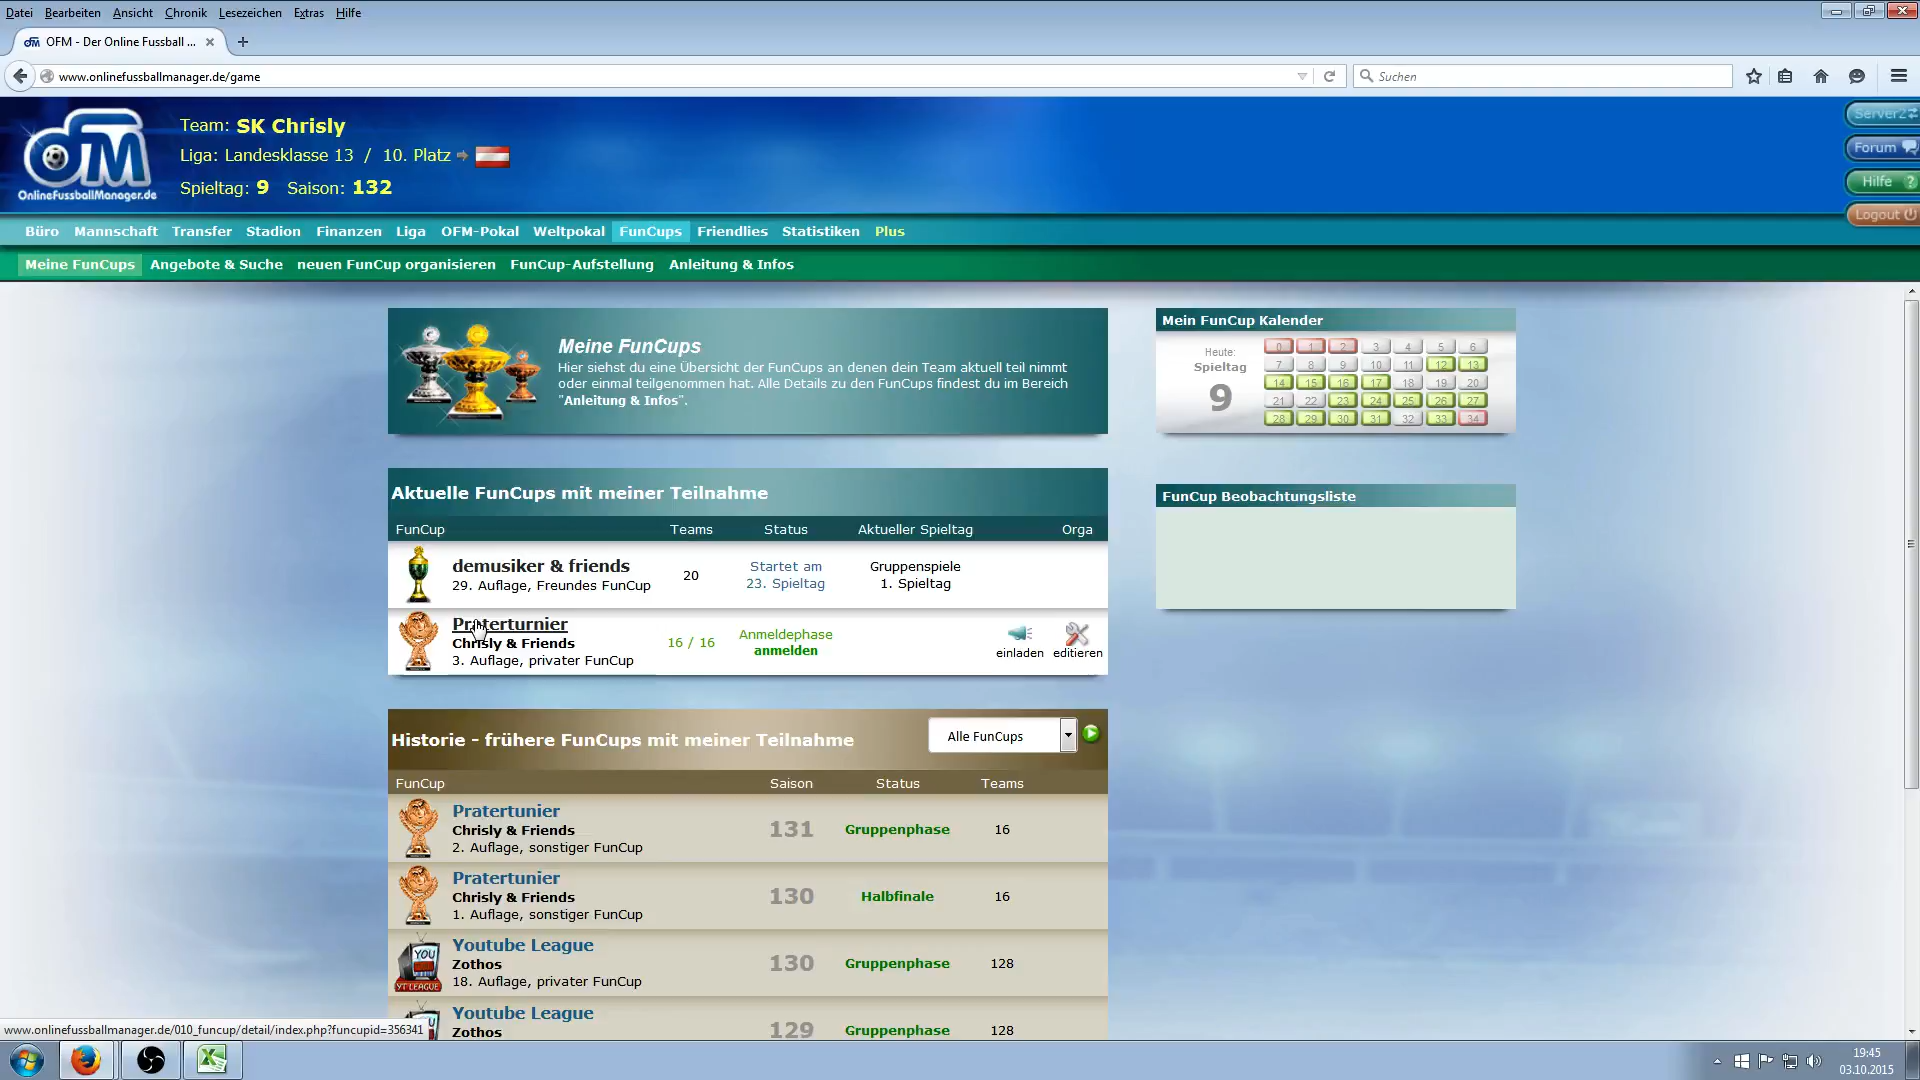 Datei Bearbeiten Ansicht Chronik Lesezeichen Extras Hilfe
OFM - Der Online Fussball ...
www.onlinefussballmanager.de/game
Suchen
OFM
OnlineFussballManager.de
Team: SK Chrisly
Liga: Landesklasse 13 / 10. Platz
Spieltag: 9 Saison: 132
Server2
Forum
Hilfe ?
Logout
Büro Mannschaft Transfer Stadion Finanzen Liga OFM-Pokal Weltpokal FunCups Friendlies Statistiken Plus
Meine FunCups Angebote & Suche neuen FunCup organisieren FunCup-Aufstellung Anleitung & Infos
Meine FunCups
Hier siehst du eine Übersicht der FunCups an denen dein Team aktuell teil nimmt
oder einmal teilgenommen hat. Alle Details zu den FunCups findest du im Bereich
"Anleitung & Infos".
Mein FunCup Kalender
Heute:
Spieltag
9
0 1 2 3 4 5 6
7 8 9 10 11 12 13
14 15 16 17 18 19 20
21 22 23 24 25 26 27
28 29 30 31 32 33 34
FunCup Beobachtungsliste
Aktuelle FunCups mit meiner Teilnahme
FunCup Teams Status Aktueller Spieltag Orga
demusiker & friends
29. Auflage, Freundes FunCup
20
Startet am
23. Spieltag
Gruppenspiele
1. Spieltag
Praterturnier
Chrisly & Friends
3. Auflage, privater FunCup
16 / 16
Anmeldephase
anmelden
einladen
editieren
Historie - frühere FunCups mit meiner Teilnahme
Alle FunCups
FunCup Saison Status Teams
Pratertunier
Chrisly & Friends
2. Auflage, sonstiger FunCup
131 Gruppenphase 16
Pratertunier
Chrisly & Friends
1. Auflage, sonstiger FunCup
130 Halbfinale 16
YOU
YT LEAGUE
Youtube League
Zothos
18. Auflage, privater FunCup
130 Gruppenphase 128
Youtube League
Zothos
129 Gruppenphase 128
www.onlinefussballmanager.de/010_funcup/detail/index.php?funcupid=356341
19:45
03.10.2015